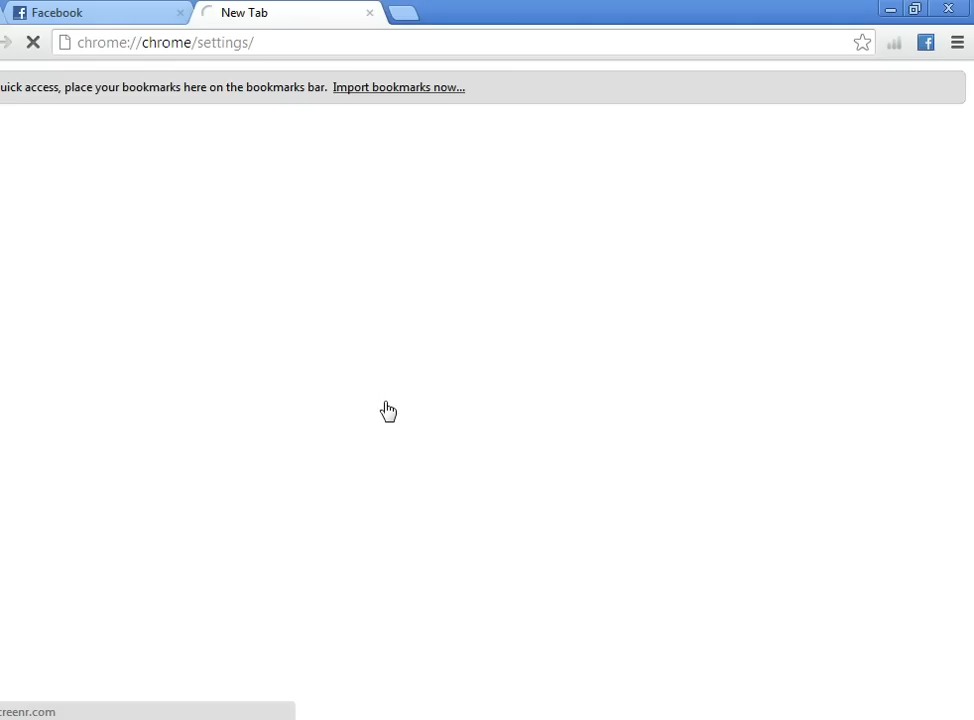 Facebook
New Tab
chrome://chrome/settings/
uick access, place your bookmarks here on the bookmarks bar. Import bookmarks now...
creenr.com